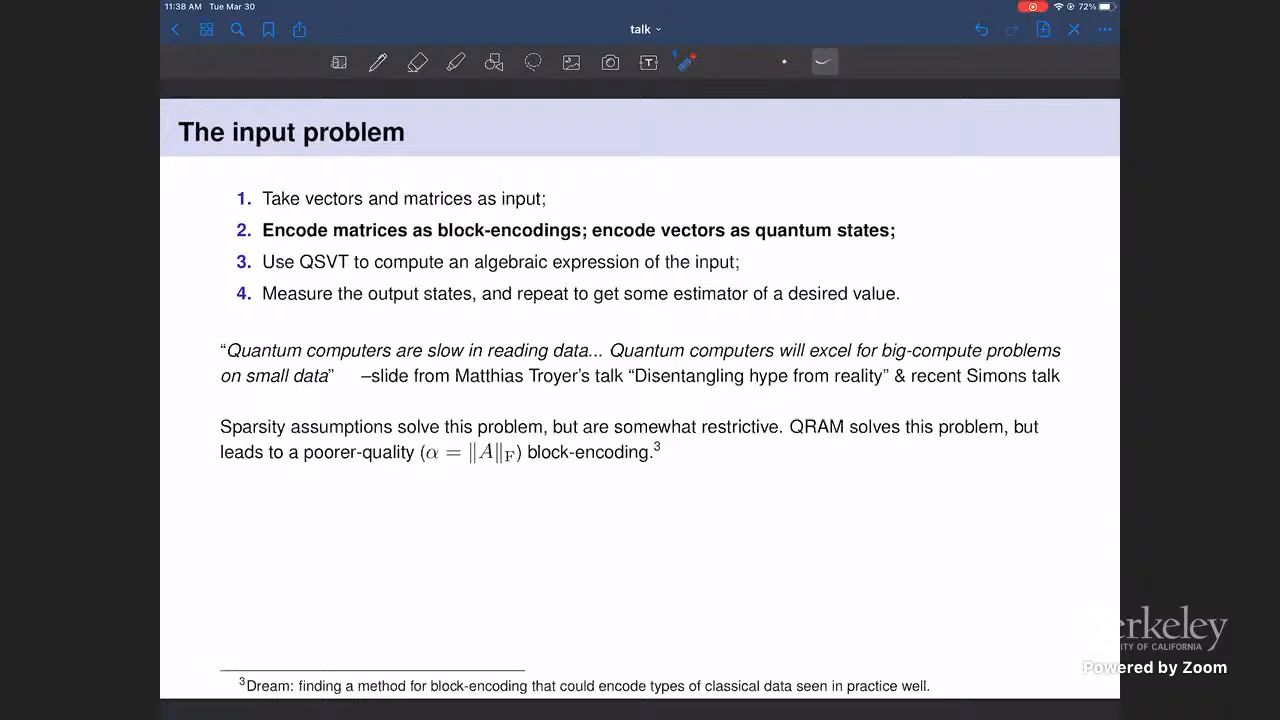 11:38 AM Tue Mar 30
72%
talk
T
The input problem
1. Take vectors and matrices as input;
2. Encode matrices as block-encodings; encode vectors as quantum states;
3. Use QSVT to compute an algebraic expression of the input;
4. Measure the output states, and repeat to get some estimator of a desired value.
“Quantum computers are slow in reading data... Quantum computers will excel for big-compute problems
on small data” –slide from Matthias Troyer’s talk “Disentangling hype from reality” & recent Simons talk
Sparsity assumptions solve this problem, but are somewhat restrictive. QRAM solves this problem, but
leads to a poorer-quality (α = ‖A‖F) block-encoding.3
3Dream: finding a method for block-encoding that could encode types of classical data seen in practice well.
OF CALIFORNIA
Powered by Zoom